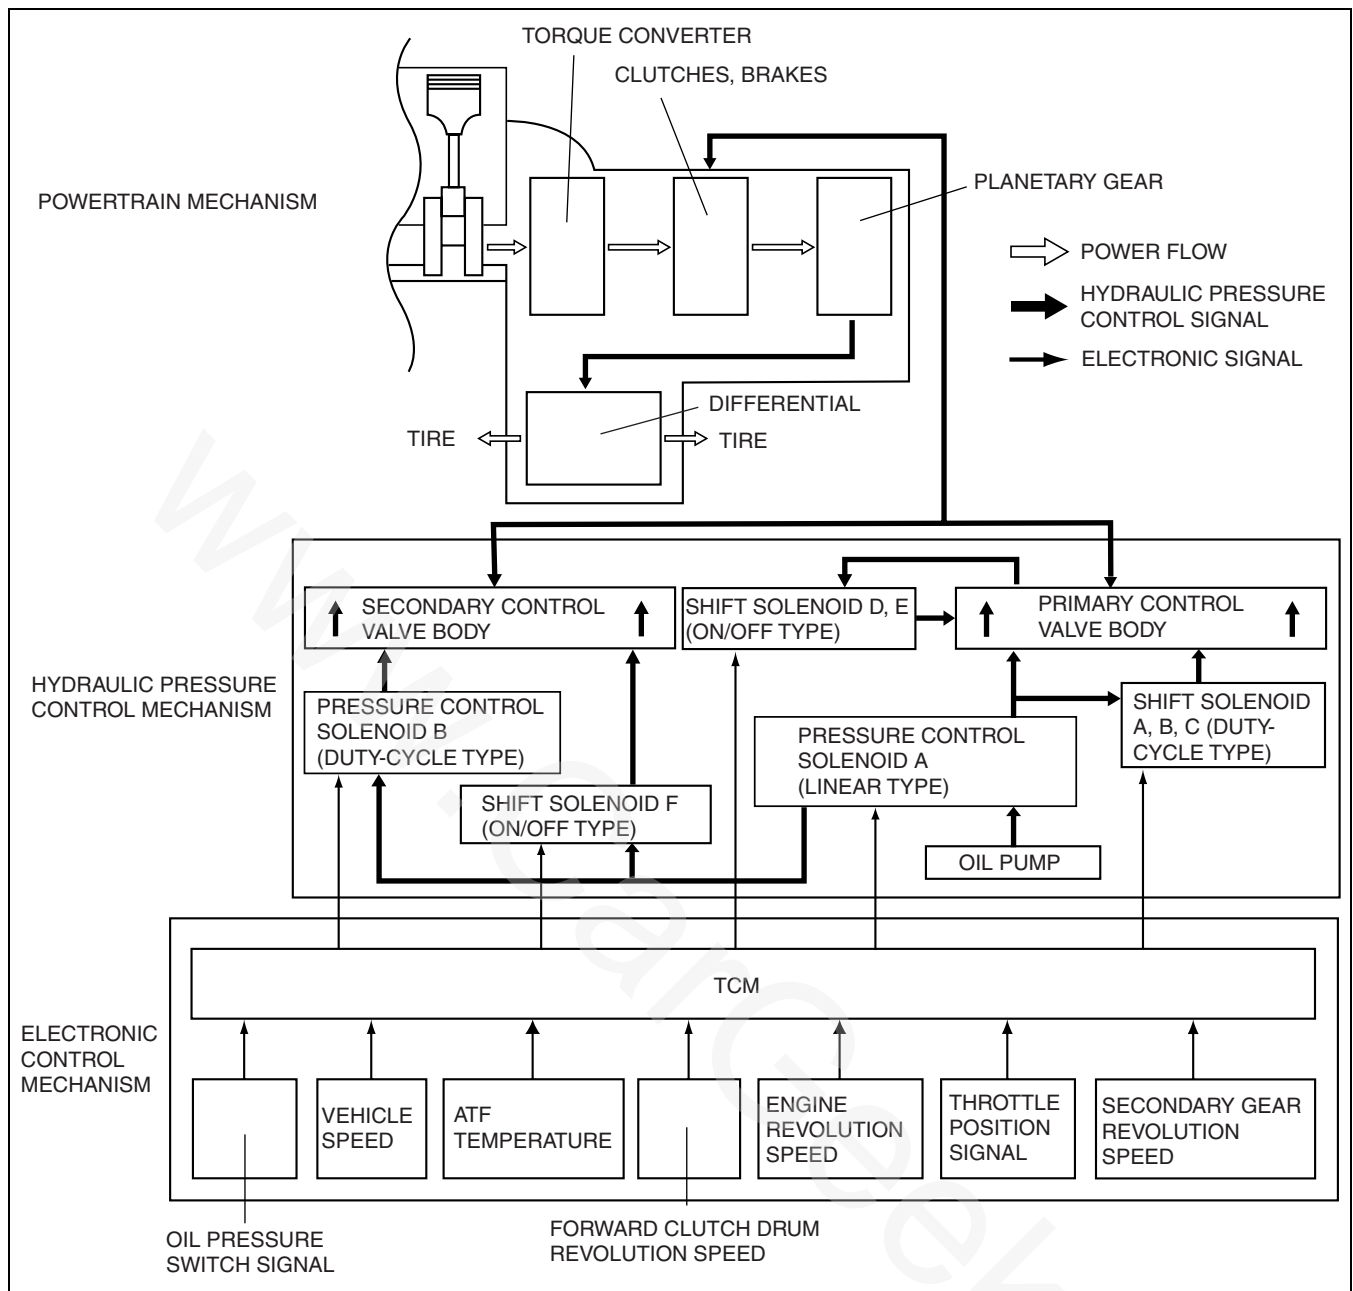 TORQUE CONVERTER
CLUTCHES, BRAKES
POWERTRAIN MECHANISM
PLANETARY GEAR
POWER FLOW
HYDRAULIC PRESSURE
CONTROL SIGNAL
ELECTRONIC SIGNAL
DIFFERENTIAL
TIRE
TIRE
HYDRAULIC PRESSURE
CONTROL MECHANISM
SECONDARY CONTROL
VALVE BODY
SHIFT SOLENOID D, E
(ON/OFF TYPE)
PRIMARY CONTROL
VALVE BODY
PRESSURE CONTROL
SOLENOID B
(DUTY-CYCLE TYPE)
SHIFT SOLENOID F
(ON/OFF TYPE)
PRESSURE CONTROL
SOLENOID A
(LINEAR TYPE)
SHIFT SOLENOID
A, B, C (DUTY-
CYCLE TYPE)
OIL PUMP
ELECTRONIC
CONTROL
MECHANISM
TCM
VEHICLE
SPEED
ATF
TEMPERATURE
ENGINE
REVOLUTION
SPEED
THROTTLE
POSITION
SIGNAL
SECONDARY GEAR
REVOLUTION
SPEED
OIL PRESSURE
SWITCH SIGNAL
FORWARD CLUTCH DRUM
REVOLUTION SPEED
www.carGeek